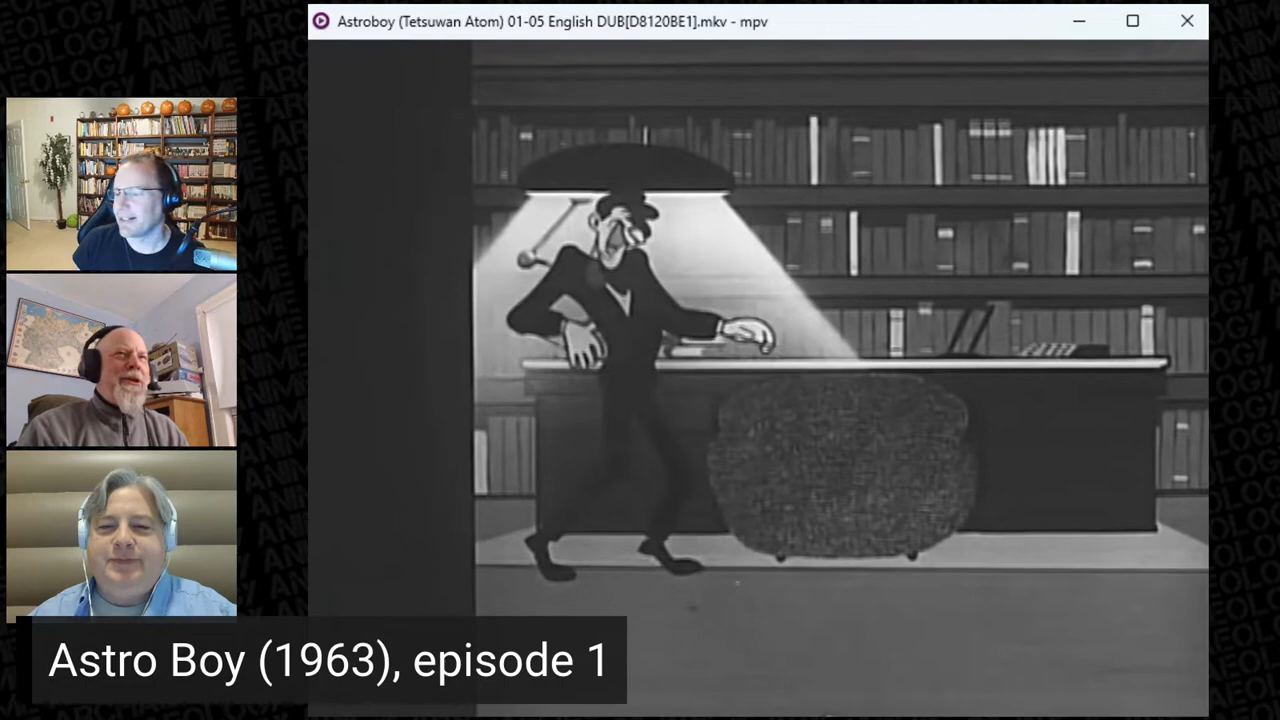 Astroboy (Tetsuwan Atom) 01-05 English DUB[D8120BE1].mkv - mpv
Astro Boy (1963), episode 1